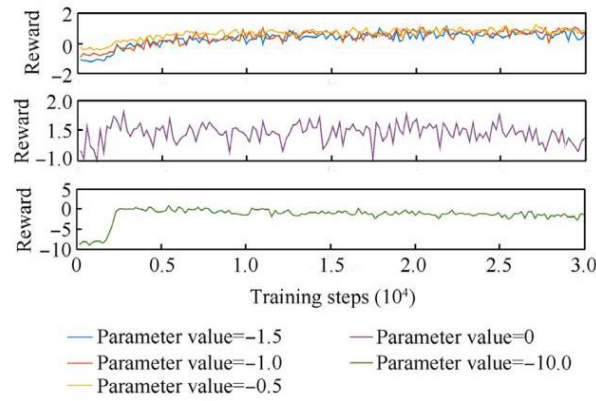 2
0
−2
Reward
2.0
1.5
−1.0
Reward
5
0
−5
−10
Reward
0 0.5 1.0 1.5 2.0 2.5 3.0
Training steps (10⁴)
Parameter value=−1.5
Parameter value=−1.0
Parameter value=−0.5
Parameter value=0
Parameter value=−10.0